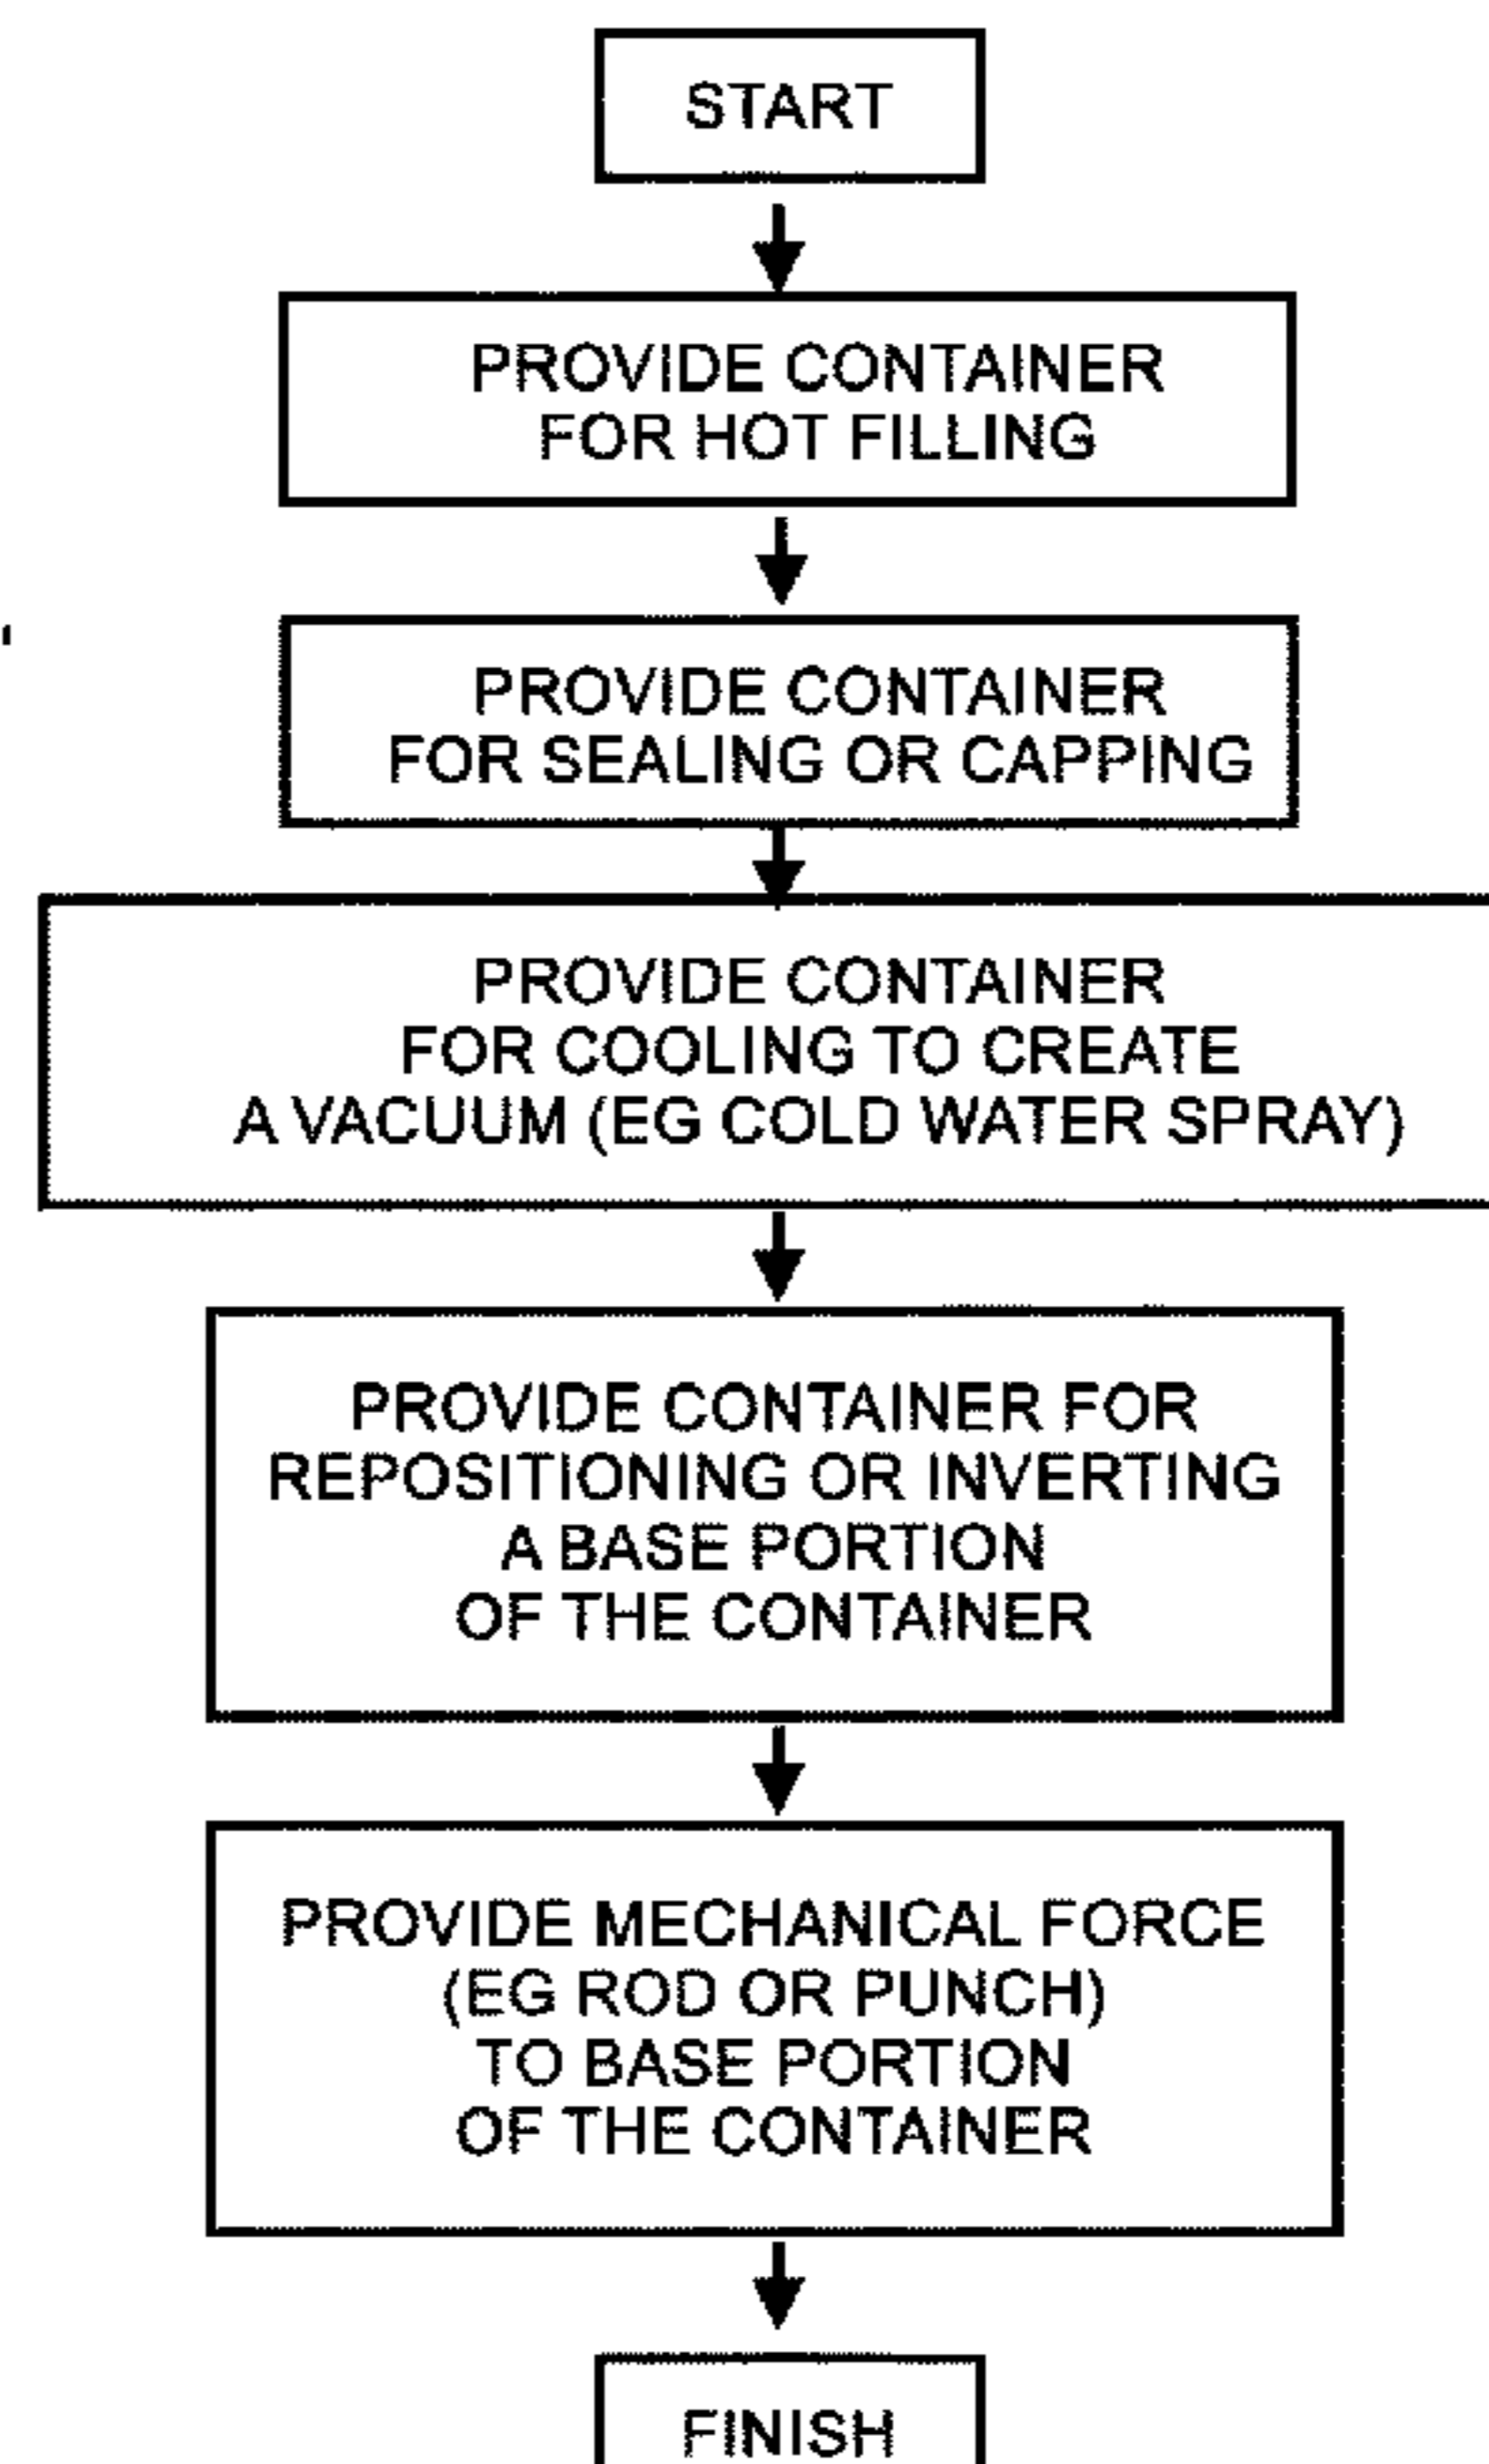 START
PROVIDE CONTAINER
FOR HOT FILLING
PROVIDE CONTAINER
FOR SEALING OR CAPPING
PROVIDE CONTAINER
FOR COOLING TO CREATE
A VACUUM (EG COLD WATER SPRAY)
PROVIDE CONTAINER FOR
REPOSITIONING OR INVERTING
A BASE PORTION
OF THE CONTAINER
PROVIDE MECHANICAL FORCE
(EG ROD OR PUNCH)
TO BASE PORTION
OF THE CONTAINER
FINISH